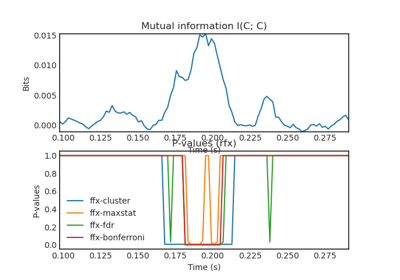 Mutual information I(C; C)
0.015
0.010
0.005
0.000
Bits
0.100 0.125 0.150 0.175 0.200 0.225 0.250 0.275
Time (s)
P-values (rfx)
1.0
0.8
0.6
0.4
0.2
0.0
P-values
ffx-cluster
ffx-maxstat
ffx-fdr
ffx-bonferroni
0.100 0.125 0.150 0.175 0.200 0.225 0.250 0.275
Time (s)